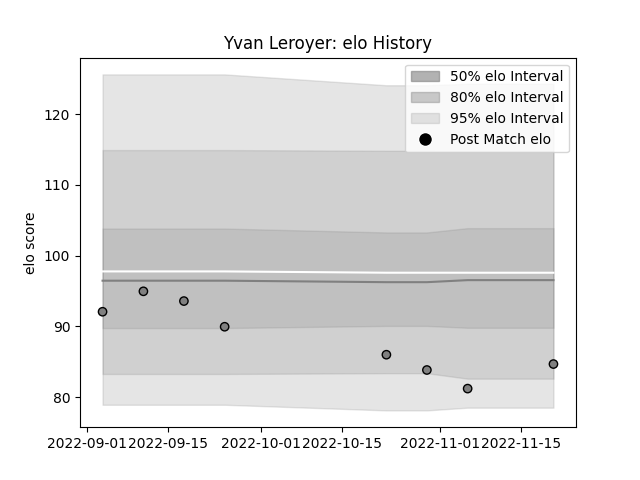 Yvan Leroyer: elo History
50% elo Interval
80% elo Interval
95% elo Interval
Post Match elo
elo score
120
110
100
90
80
2022-09-01 2022-09-15 2022-10-01 2022-10-15 2022-11-01 2022-11-15